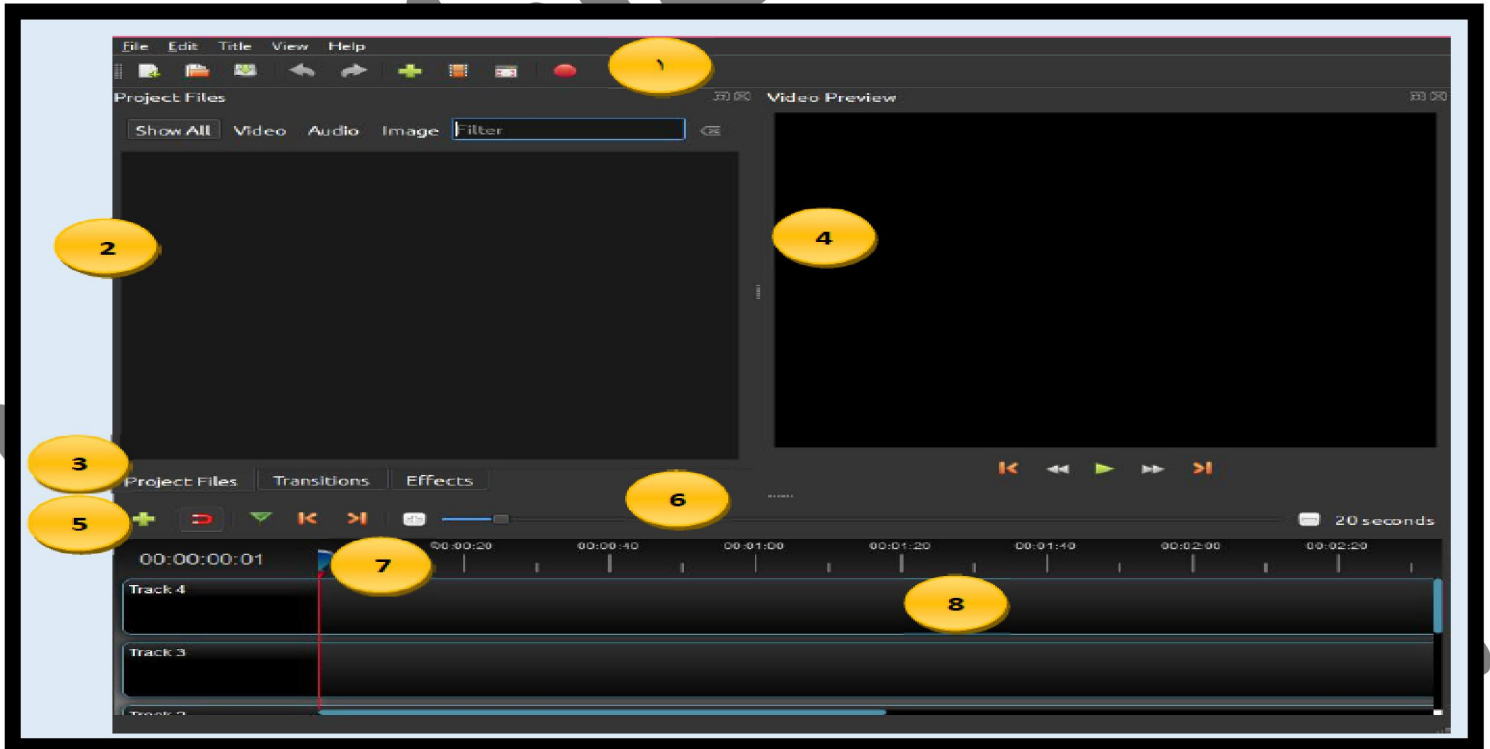 File Edit Title View Help
١
Project Files
Video Preview
Show All Video Audio Image Filter
2
4
3
Project Files Transitions Effects
6
5
20 seconds
00:00:00:01
7
00:00:20 00:00:40 00:01:00 00:01:20 00:01:40 00:02:00 00:02:20
Track 4
8
Track 3